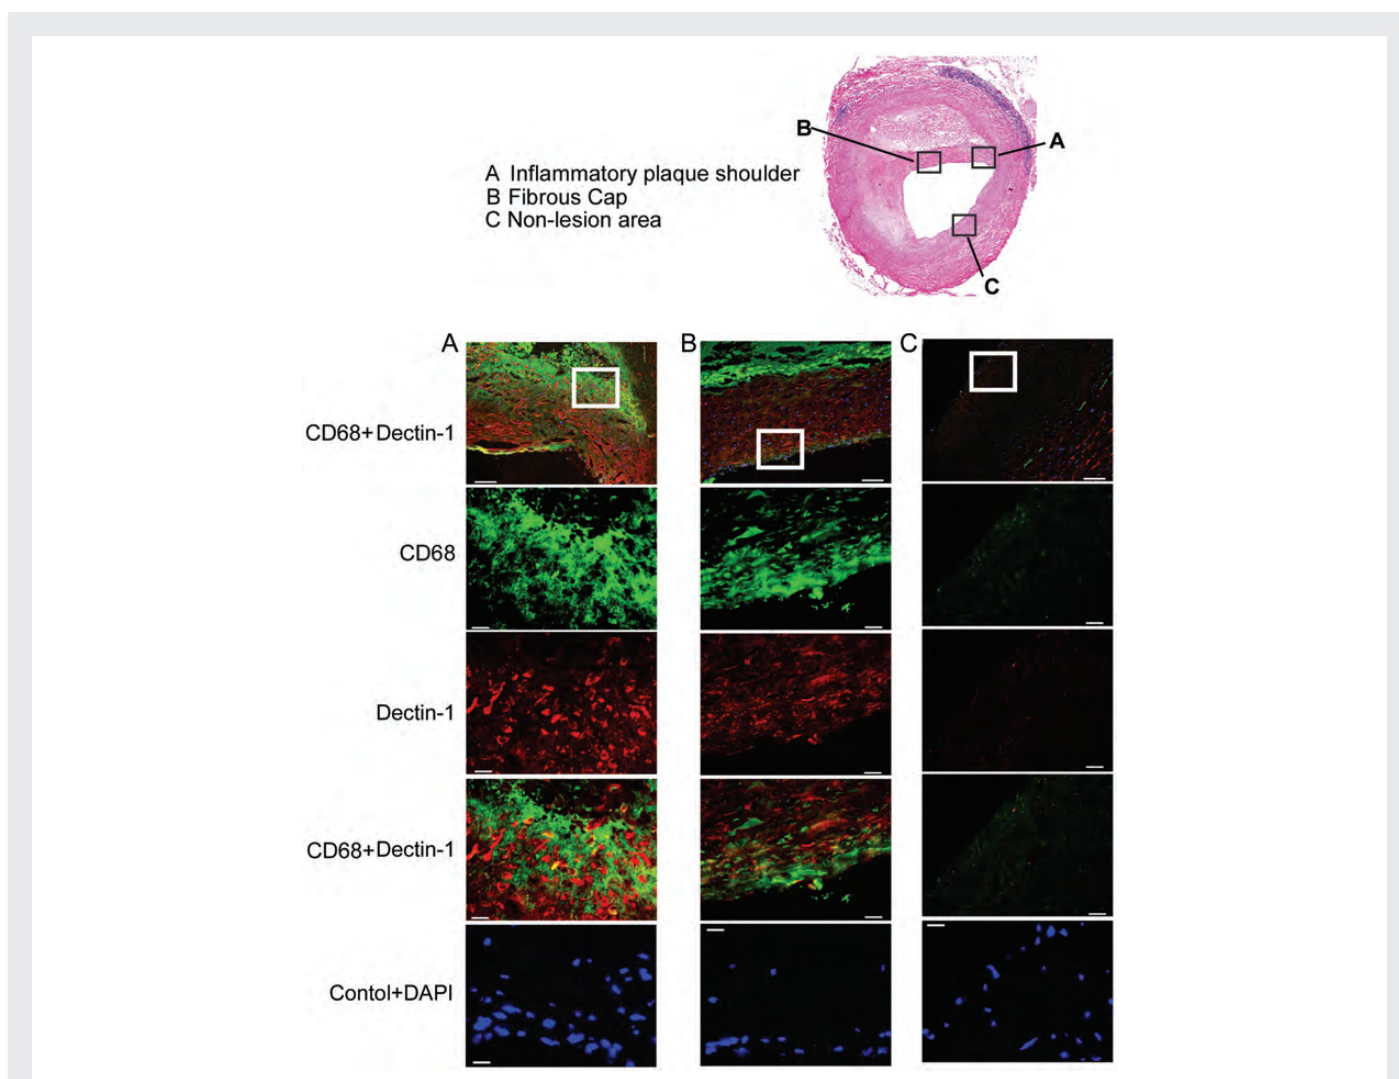 B
A
A Inflammatory plaque shoulder
B Fibrous Cap
C Non-lesion area
C
A B C
CD68+Dectin-1
CD68
Dectin-1
CD68+Dectin-1
Contol+DAPI